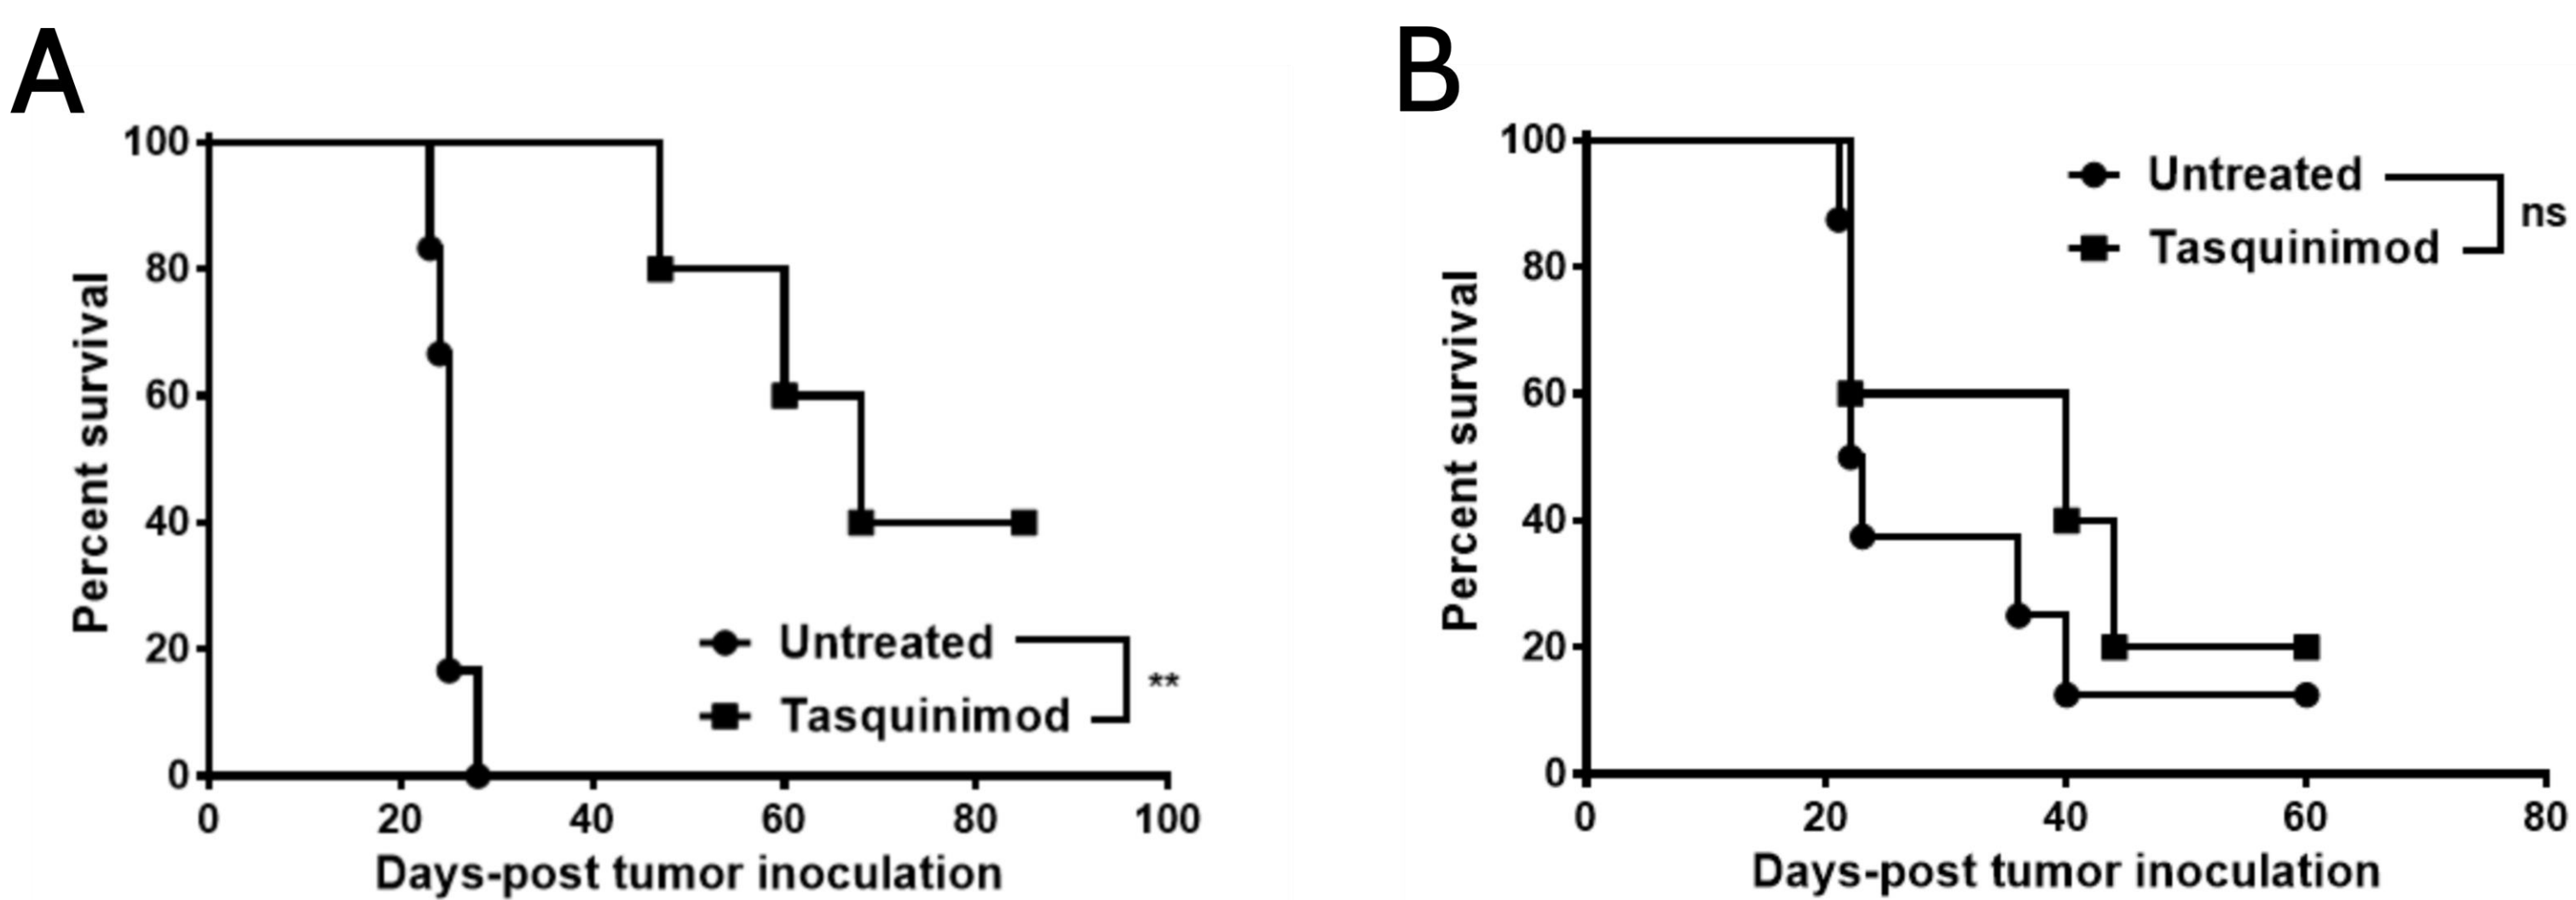 A
100
80
60
40
20
0
Percent survival
0 20 40 60 80 100
Days-post tumor inoculation
Untreated
Tasquinimod
**
B
100
80
60
40
20
0
Percent survival
0 20 40 60 80
Days-post tumor inoculation
Untreated
Tasquinimod
ns